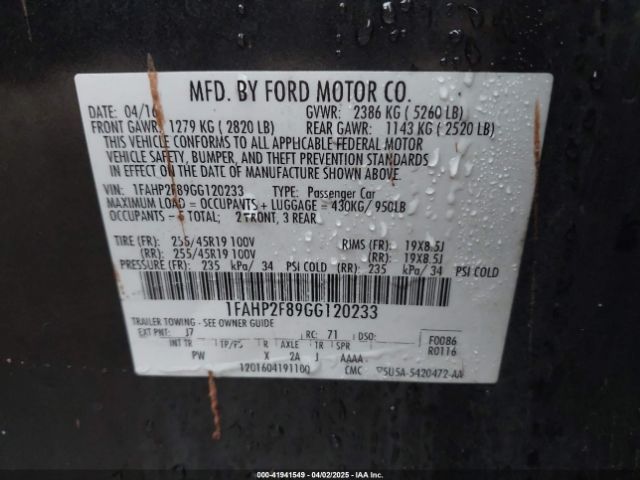 MFD. BY FORD MOTOR CO.
DATE: 04/16 GVWR: 2386 KG ( 5260 LB)
FRONT GAWR: 1279 KG ( 2820 LB) REAR GAWR: 1143 KG ( 2520 LB)
THIS VEHICLE CONFORMS TO ALL APPLICABLE FEDERAL MOTOR
VEHICLE SAFETY, BUMPER, AND THEFT PREVENTION STANDARDS
IN EFFECT ON THE DATE OF MANUFACTURE SHOWN ABOVE.
VIN: 1FAHP2F89GG120233 TYPE: Passenger Car
MAXIMUM LOAD = OCCUPANTS + LUGGAGE = 430KG/ 950LB
OCCUPANTS = TOTAL; 2 FRONT, 3 REAR
TIRE (FR): 255/45R19 100V RIMS (FR): 19X8.5J
(RR): 255/45R19 100V (RR): 19X8.5J
PRESSURE (FR): 235 kPa/ 34 PSI COLD (RR): 235 kPa/ 34 PSI COLD
1FAHP2F89GG120233
TRAILER TOWING - SEE OWNER GUIDE
EXT PNT: J7 RC: 71 DSO: F0086
INT TR TP/PS R AXLE TR SPR R0116
PW X 2A J AAAA
1201604191100 CMC 5U5A-5420472-AA
000-41941549 - 04/02/2025 - IAAI.COM